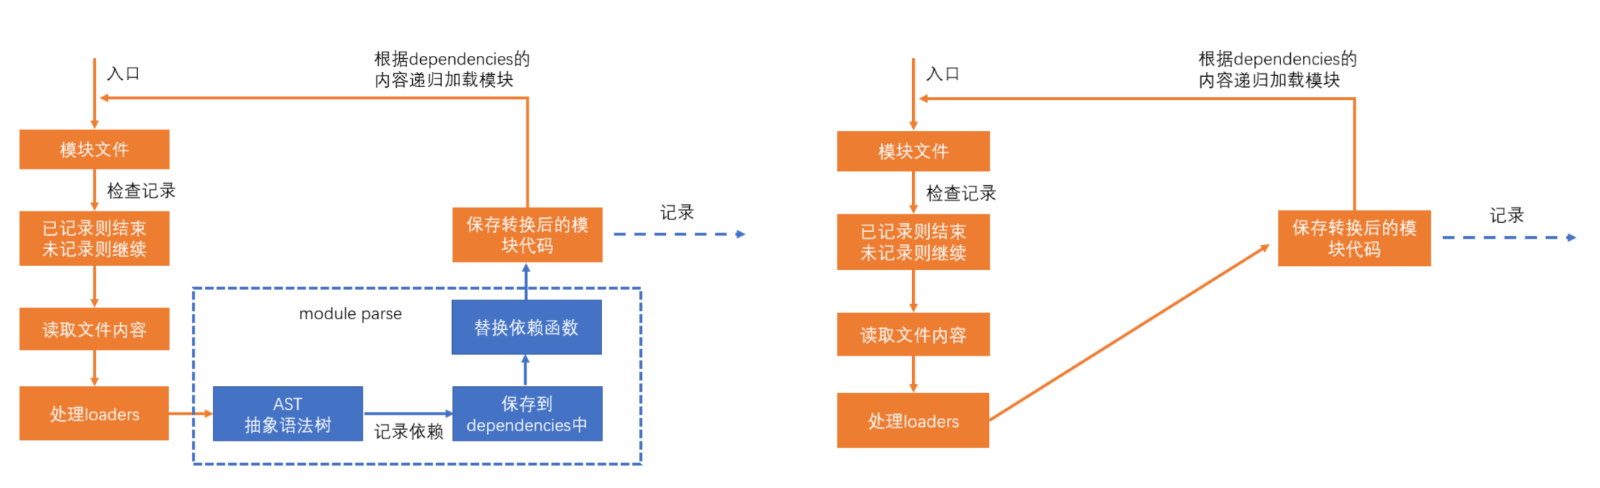 入口
根据dependencies的
内容递归加载模块
模块文件
检查记录
已记录则结束
未记录则继续
保存转换后的模
块代码
记录
读取文件内容
module parse
替换依赖函数
处理loaders
AST
抽象语法树
记录依赖
保存到
dependencies中
入口
根据dependencies的
内容递归加载模块
模块文件
检查记录
已记录则结束
未记录则继续
保存转换后的模
块代码
记录
读取文件内容
处理loaders